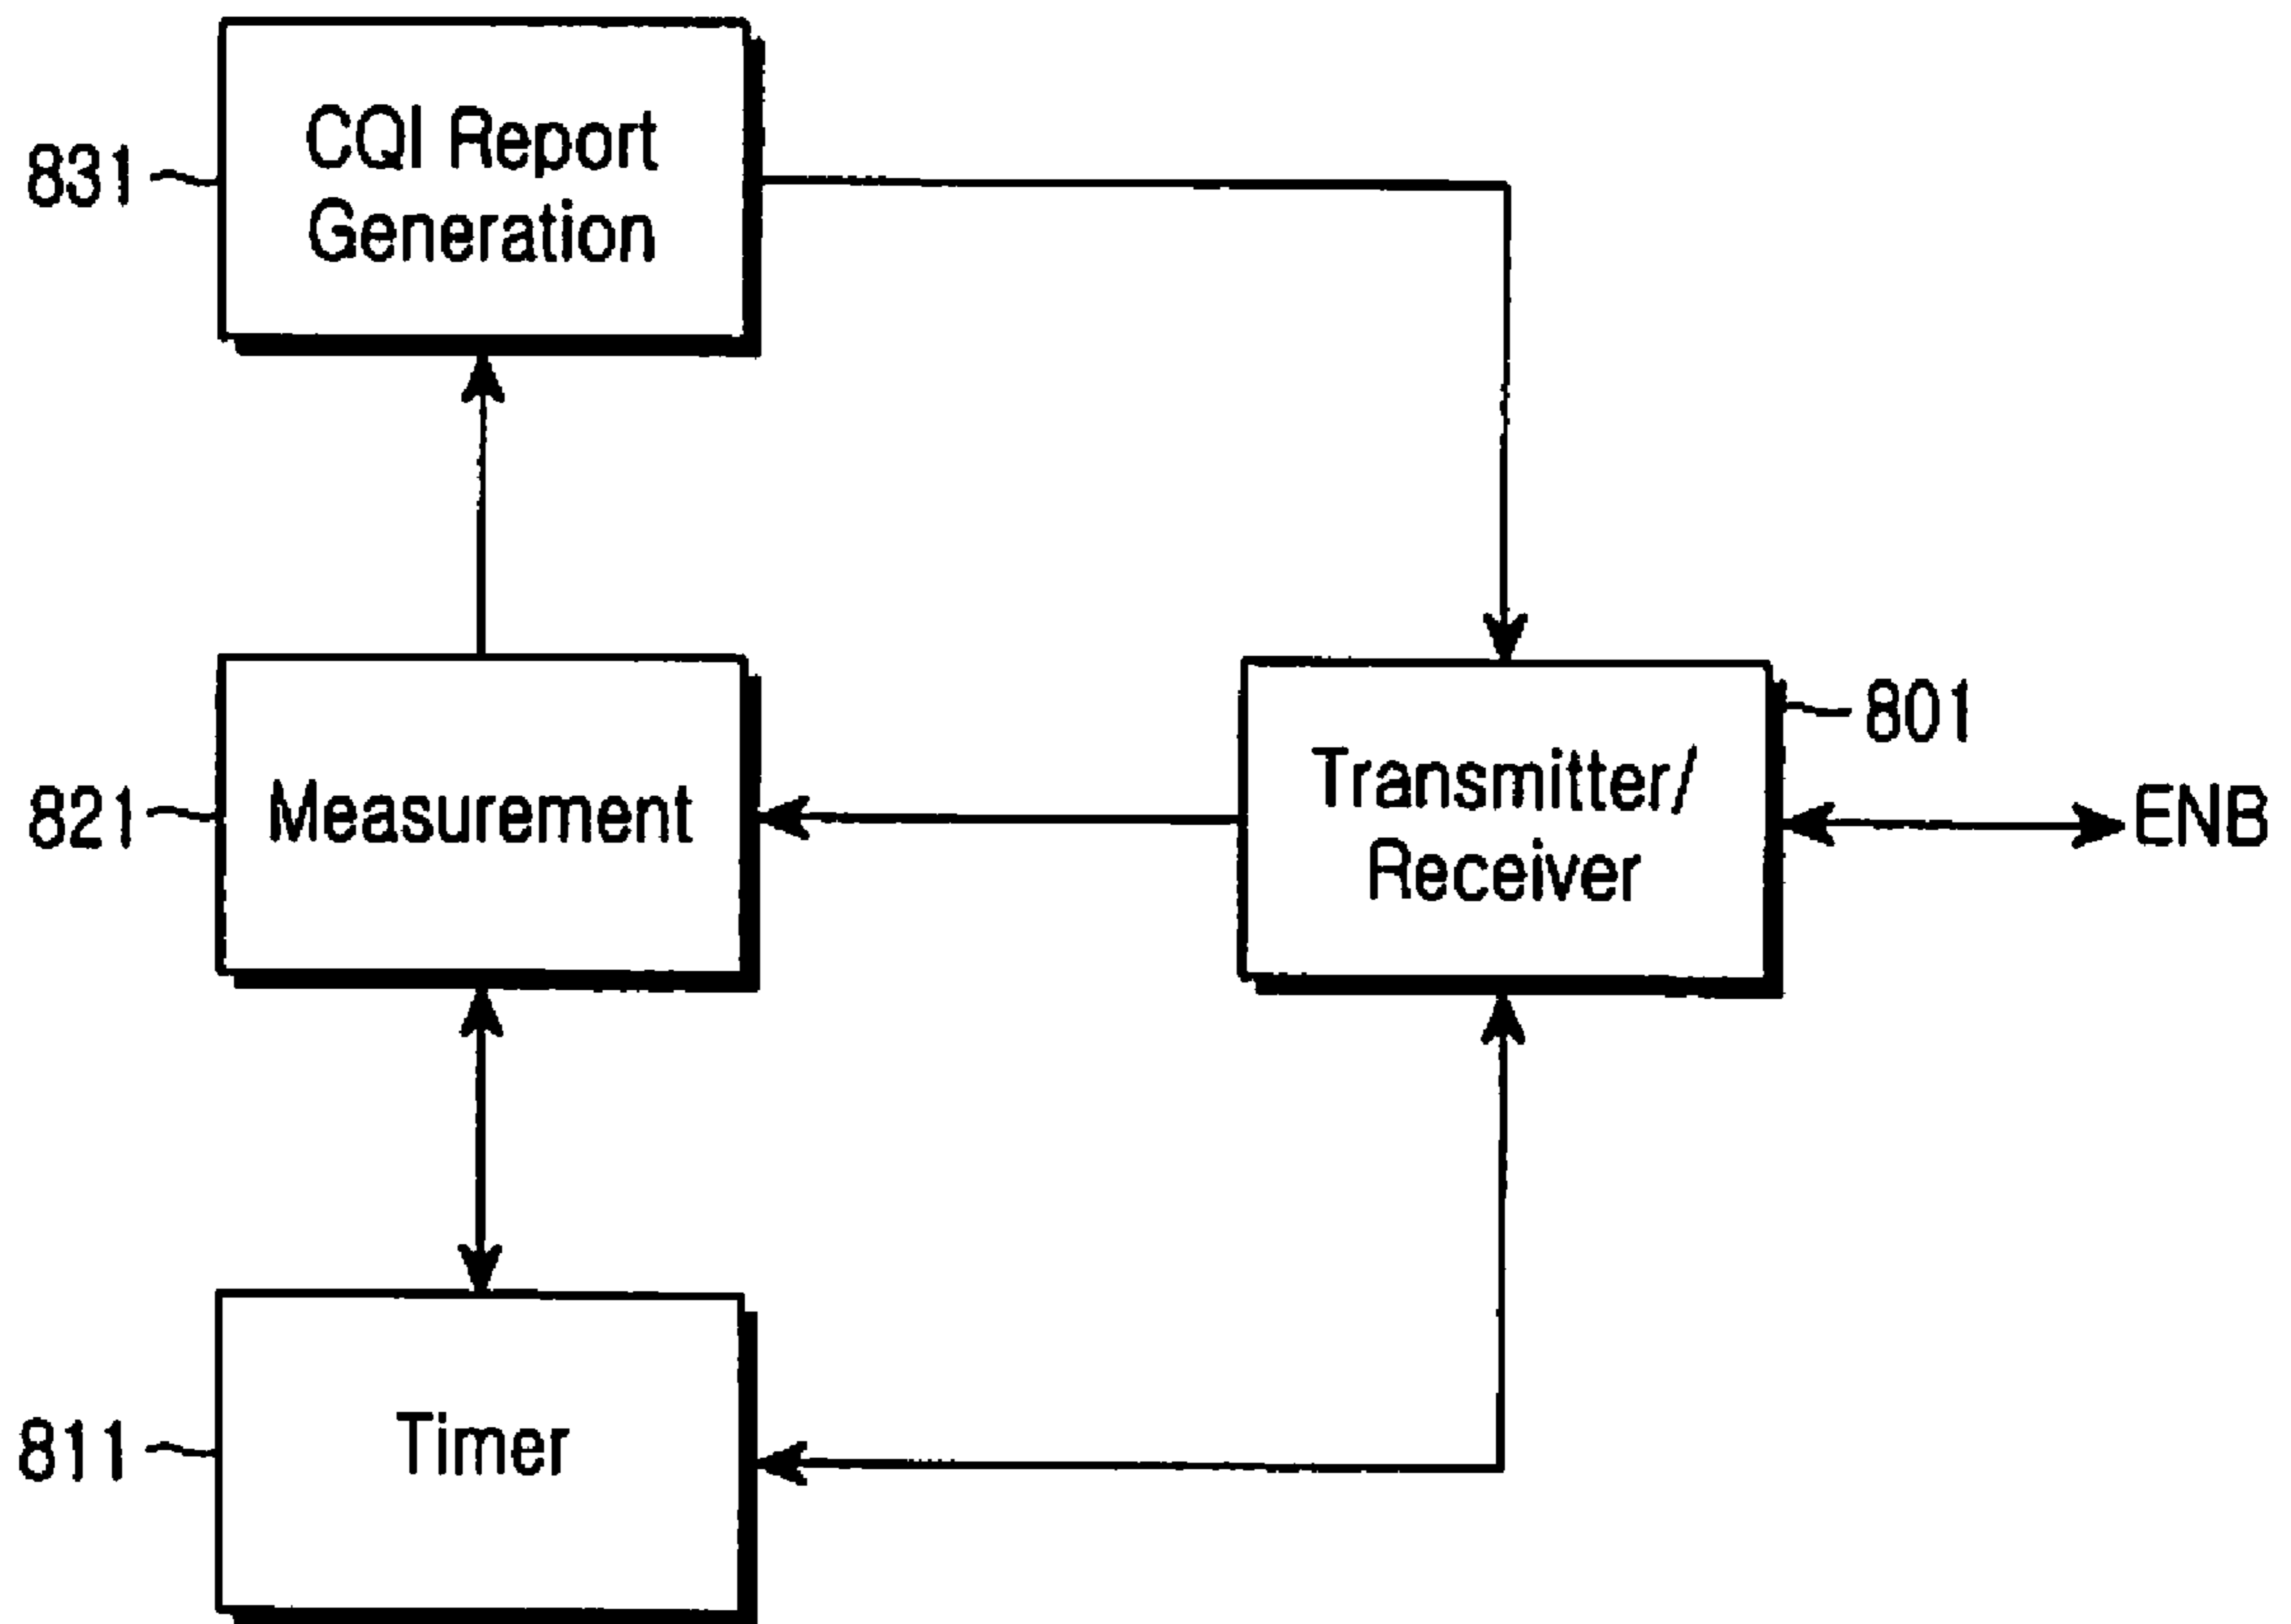 831
CQI Report
Generation
821
Measurement
Transmitter/
Receiver
801
ENB
811
Timer